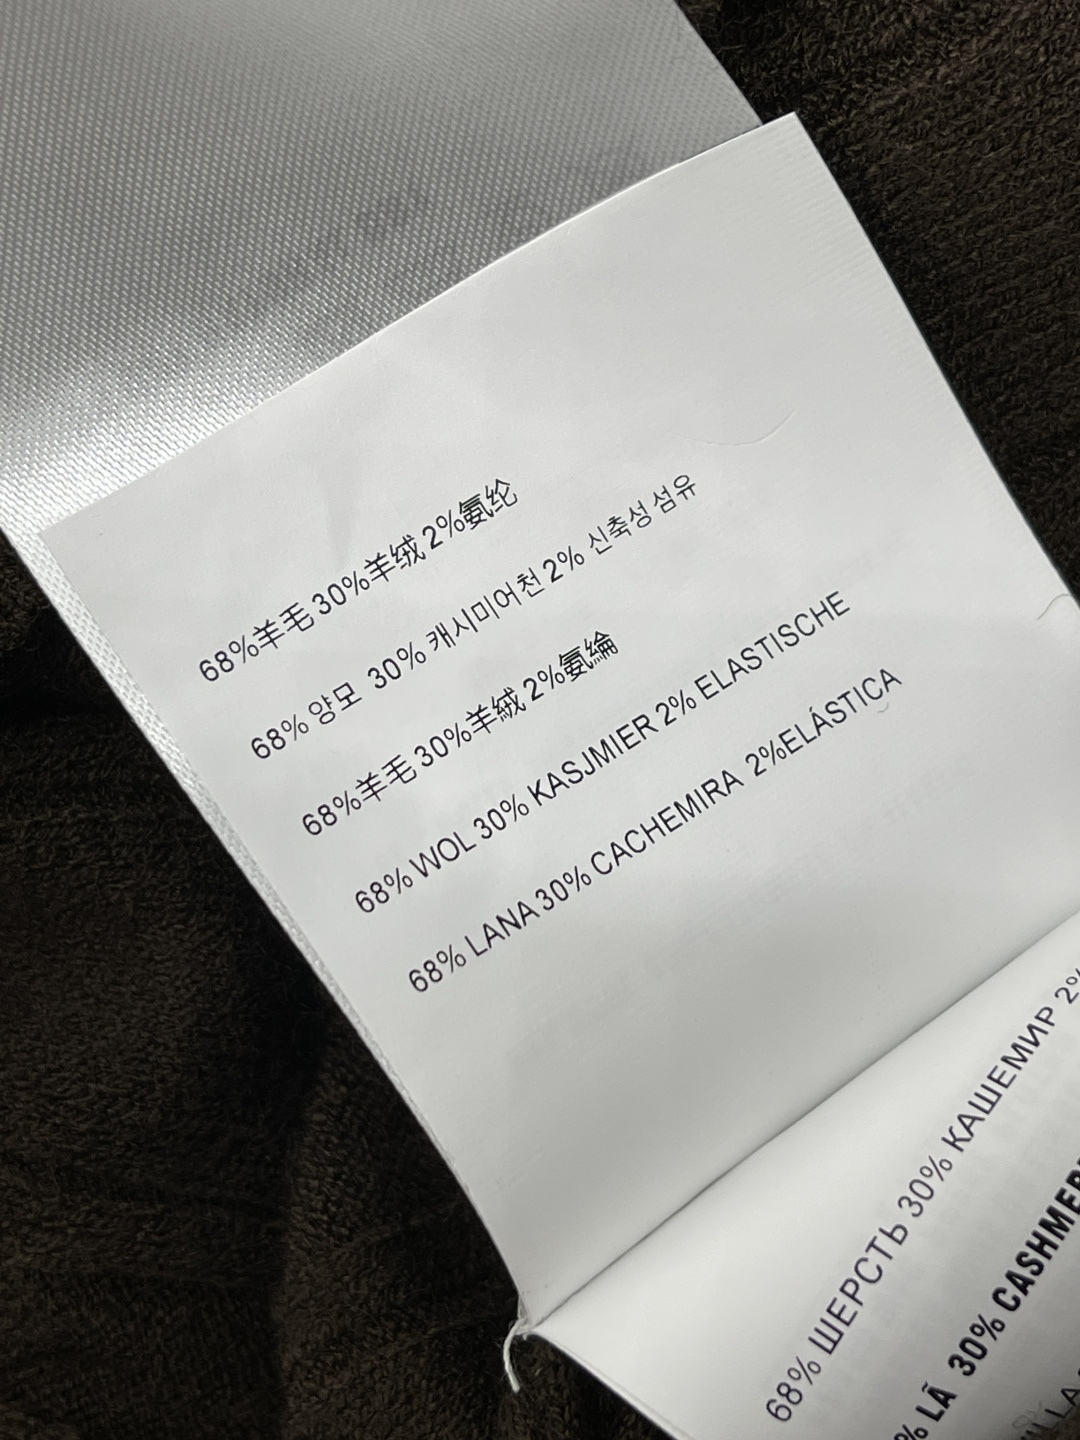 68%羊毛 30%羊绒 2%氨纶
68% 양모 30% 캐시미어천 2% 신축성 섬유
68%羊毛 30%羊絨 2%氨綸
68% WOL 30% KASJMIER 2% ELASTISCHE
68% LANA 30% CACHEMIRA 2%ELÁSTICA
68% ШЕРСТЬ 30% КАШЕМИР 2%
% LÃ 30%